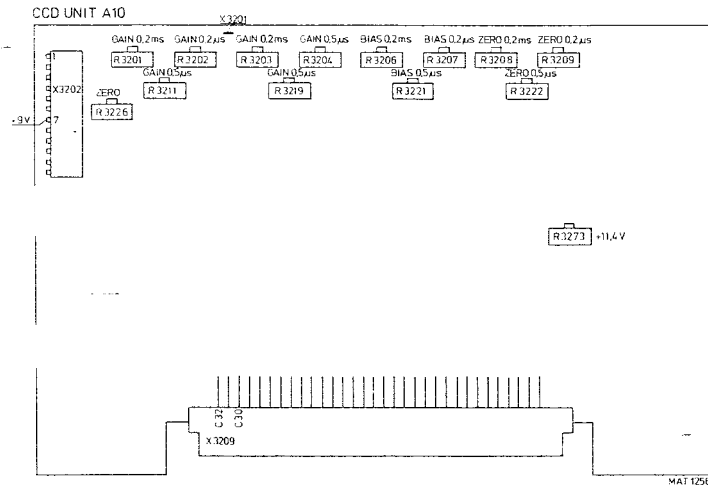 CCD UNIT A10
X3201
GAIN 0,2ms GAIN 0,2µs GAIN 0,2ms GAIN 0,5µs BIAS 0,2ms BIAS 0,2µs ZERO 0,2ms ZERO 0,2µs
R3201 R3202 R3203 R3204 R3206 R3207 R3208 R3209
1
GAIN 0,5µs GAIN 0,5µs BIAS 0,5µs ZERO 0,5µs
X3202 ZERO R3211 R3219 R3221 R3222
R3226
-9V 7
R3273 +11,4V
C32 C30
X3209
MAT 1256